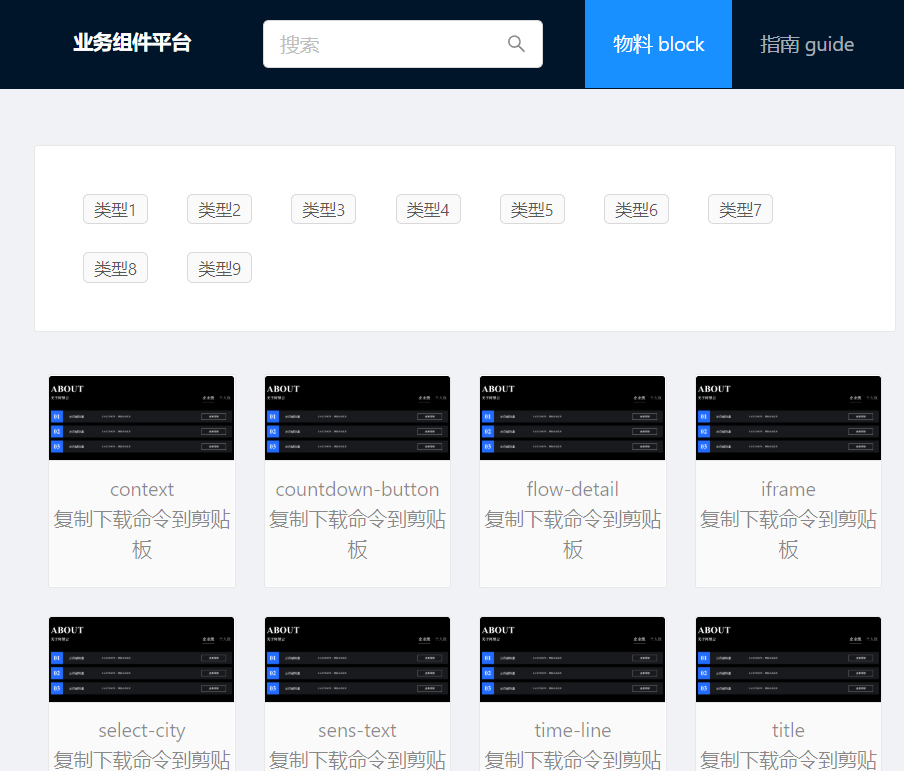 业务组件平台
搜索
物料 block
指南 guide
类型1 类型2 类型3 类型4 类型5 类型6 类型7
类型8 类型9
ABOUT ABOUT ABOUT ABOUT
01 01 01 01
02 02 02 02
03 03 03 03
context
复制下载命令到剪贴
板
countdown-button
复制下载命令到剪贴
板
flow-detail
复制下载命令到剪贴
板
iframe
复制下载命令到剪贴
板
ABOUT ABOUT ABOUT ABOUT
01 01 01 01
02 02 02 02
03 03 03 03
select-city
复制下载命令到剪贴
sens-text
复制下载命令到剪贴
time-line
复制下载命令到剪贴
title
复制下载命令到剪贴